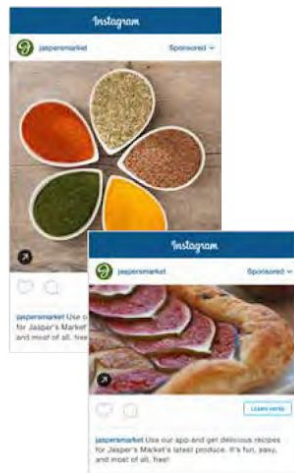 Instagram
jaspersmarket Sponsored
jaspersmarket Use o
for Jasper's Market
and most of all, free
Instagram
jaspersmarket Sponsored
Learn More
jaspersmarket Use our app and get delicious recipes
for Jasper's Market's latest produce. It's fun, easy,
and most of all, free!